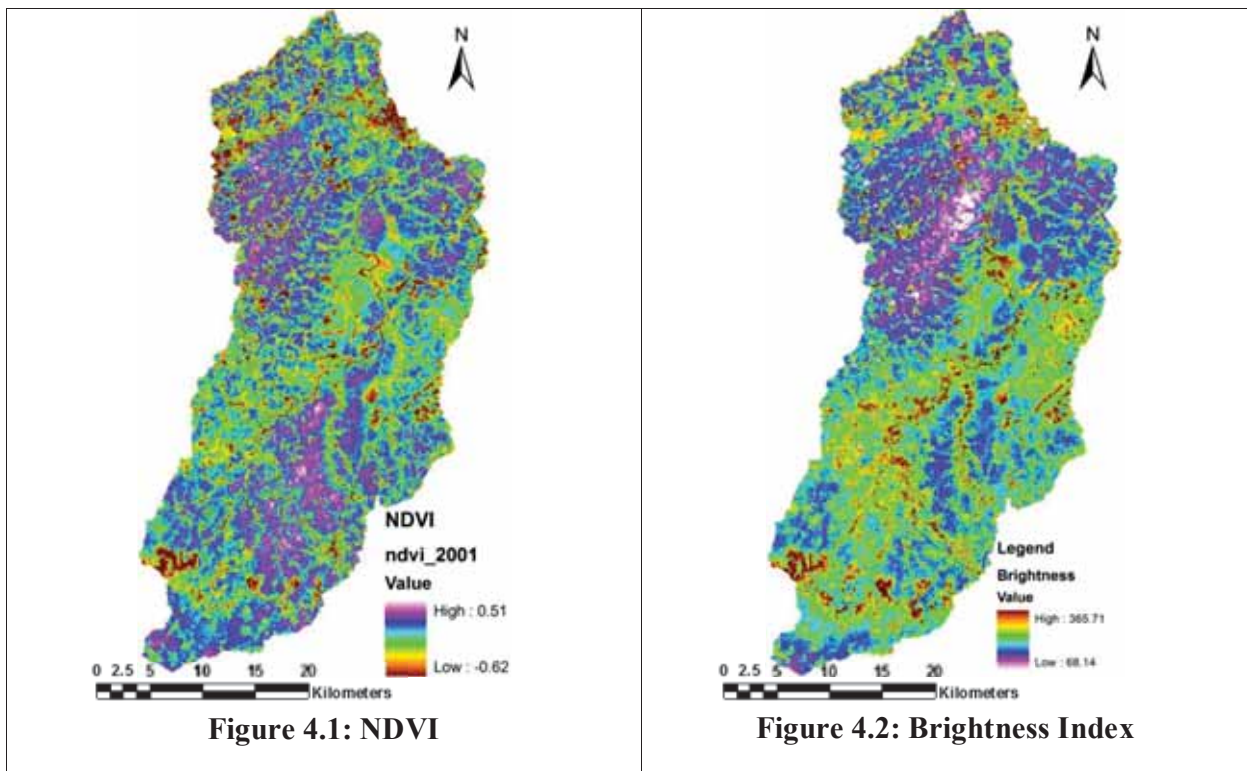 N
NDVI
ndvi_2001
Value
High : 0.51
Low : -0.62
0 2.5 5 10 15 20
Kilometers
Figure 4.1: NDVI
N
Legend
Brightness
Value
High : 365.71
Low : 68.14
0 2.5 5 10 15 20
Kilometers
Figure 4.2: Brightness Index